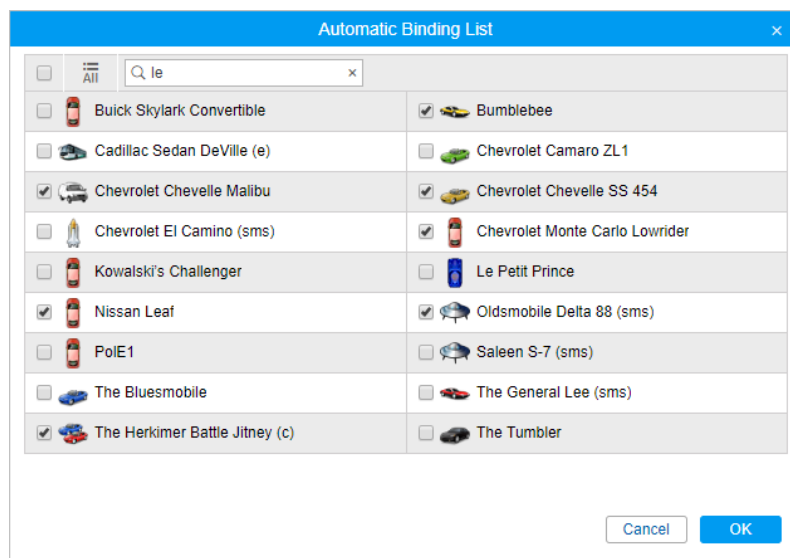 Automatic Binding List ×
All le ×
Buick Skylark Convertible Bumblebee
Cadillac Sedan DeVille (e) Chevrolet Camaro ZL1
Chevrolet Chevelle Malibu Chevrolet Chevelle SS 454
Chevrolet El Camino (sms) Chevrolet Monte Carlo Lowrider
Kowalski's Challenger Le Petit Prince
Nissan Leaf Oldsmobile Delta 88 (sms)
PolE1 Saleen S-7 (sms)
The Bluesmobile The General Lee (sms)
The Herkimer Battle Jitney (c) The Tumbler
Cancel OK